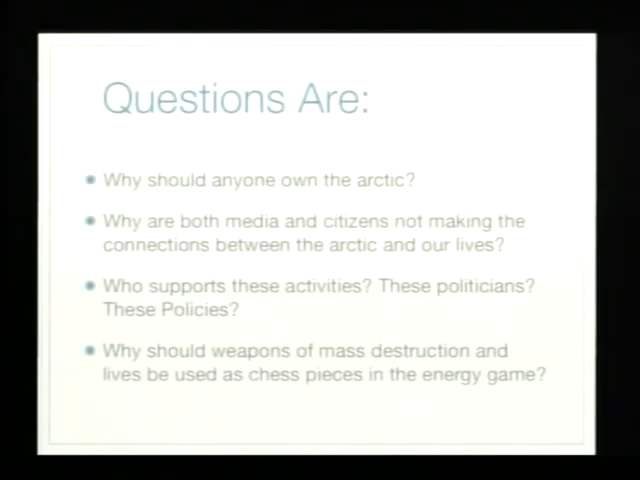 Questions Are:
Why should anyone own the arctic?
Why are both media and citizens not making the
connections between the arctic and our lives?
Who supports these activities? These politicians?
These Policies?
Why should weapons of mass destruction and
lives be used as chess pieces in the energy game?